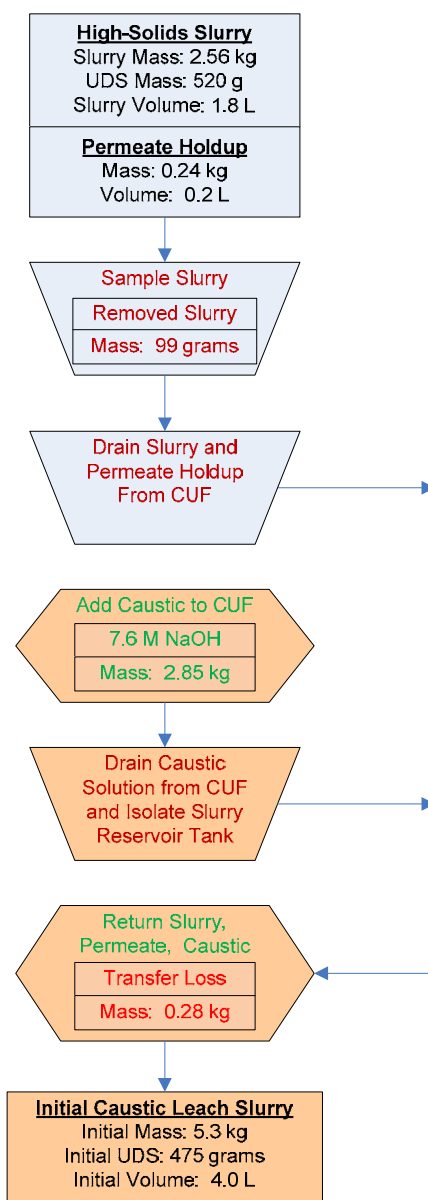 High-Solids Slurry
Slurry Mass: 2.56 kg
UDS Mass: 520 g
Slurry Volume: 1.8 L
Permeate Holdup
Mass: 0.24 kg
Volume: 0.2 L
Sample Slurry
Removed Slurry
Mass: 99 grams
Drain Slurry and
Permeate Holdup
From CUF
Add Caustic to CUF
7.6 M NaOH
Mass: 2.85 kg
Drain Caustic
Solution from CUF
and Isolate Slurry
Reservoir Tank
Return Slurry,
Permeate, Caustic
Transfer Loss
Mass: 0.28 kg
Initial Caustic Leach Slurry
Initial Mass: 5.3 kg
Initial UDS: 475 grams
Initial Volume: 4.0 L